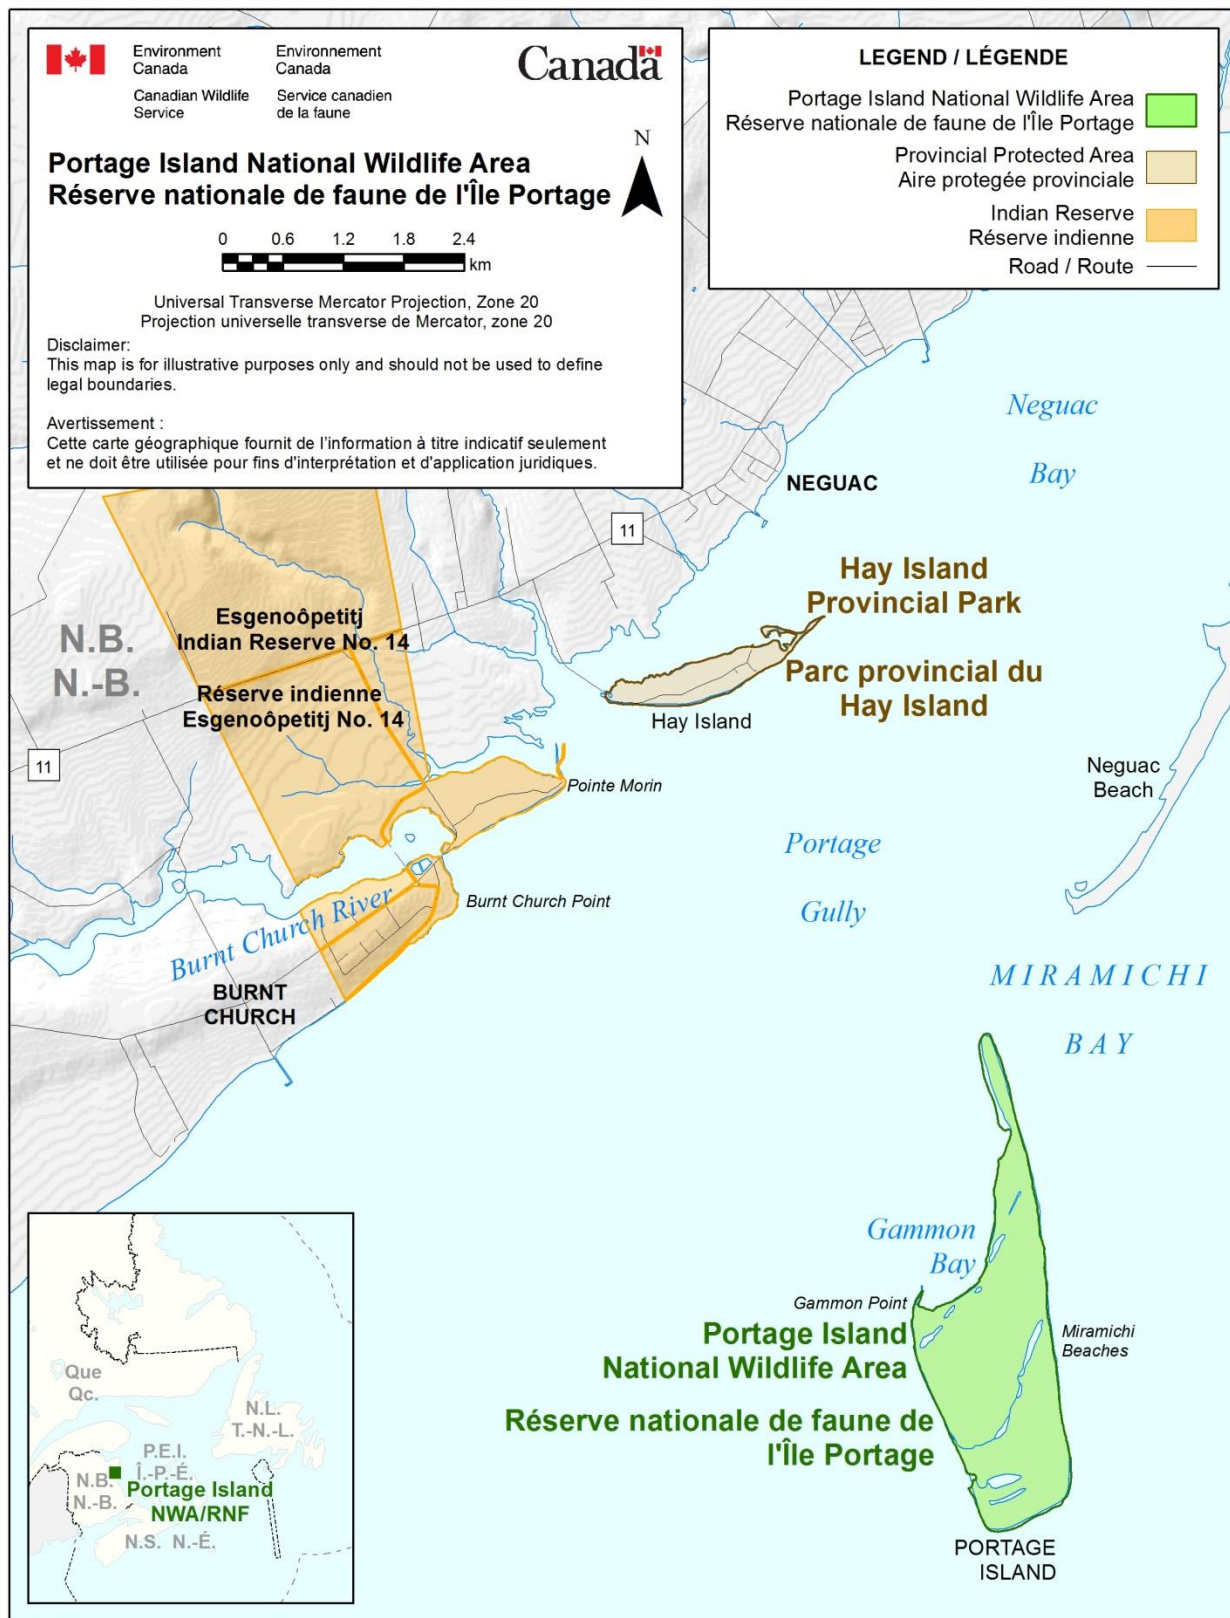 Environment
Canada
Environnement
Canada
Canadian Wildlife
Service
Service canadien
de la faune
Canada
Portage Island National Wildlife Area
Réserve nationale de faune de l'Île Portage
N
0 0.6 1.2 1.8 2.4
km
Universal Transverse Mercator Projection, Zone 20
Projection universelle transverse de Mercator, zone 20
Disclaimer:
This map is for illustrative purposes only and should not be used to define
legal boundaries.
Avertissement :
Cette carte géographique fournit de l'information à titre indicatif seulement
et ne doit être utilisée pour fins d'interprétation et d'application juridiques.
LEGEND / LÉGENDE
Portage Island National Wildlife Area
Réserve nationale de faune de l'Île Portage
Provincial Protected Area
Aire protegée provinciale
Indian Reserve
Réserve indienne
Road / Route
Neguac
Bay
NEGUAC
11
Hay Island
Provincial Park
Parc provincial du
Hay Island
Hay Island
N.B.
N.-B.
Esgenoôpetitj
Indian Reserve No. 14
Réserve indienne
Esgenoôpetitj No. 14
11
Pointe Morin
Neguac
Beach
Portage
Gully
Burnt Church Point
Burnt Church River
BURNT
CHURCH
MIRAMICHI
BAY
Gammon
Bay
Gammon Point
Portage Island
National Wildlife Area
Réserve nationale de faune de
l'Île Portage
Miramichi
Beaches
PORTAGE
ISLAND
Que
Qc.
N.L.
T.-N.-L.
P.E.I.
Î.-P.-É.
N.B.
N.-B.
Portage Island
NWA/RNF
N.S. N.-É.